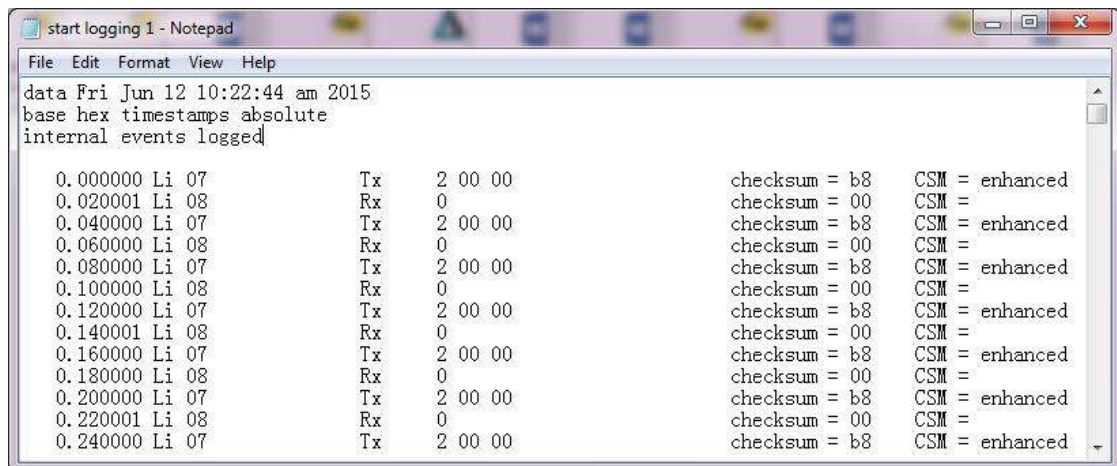 start logging 1 - Notepad
File Edit Format View Help
data Fri Jun 12 10:22:44 am 2015
base hex timestamps absolute
internal events logged
0.000000 Li 07 Tx 2 00 00 checksum = b8 CSM = enhanced
0.020001 Li 08 Rx 0 checksum = 00 CSM =
0.040000 Li 07 Tx 2 00 00 checksum = b8 CSM = enhanced
0.060000 Li 08 Rx 0 checksum = 00 CSM =
0.080000 Li 07 Tx 2 00 00 checksum = b8 CSM = enhanced
0.100000 Li 08 Rx 0 checksum = 00 CSM =
0.120000 Li 07 Tx 2 00 00 checksum = b8 CSM = enhanced
0.140001 Li 08 Rx 0 checksum = 00 CSM =
0.160000 Li 07 Tx 2 00 00 checksum = b8 CSM = enhanced
0.180000 Li 08 Rx 0 checksum = 00 CSM =
0.200000 Li 07 Tx 2 00 00 checksum = b8 CSM = enhanced
0.220001 Li 08 Rx 0 checksum = 00 CSM =
0.240000 Li 07 Tx 2 00 00 checksum = b8 CSM = enhanced